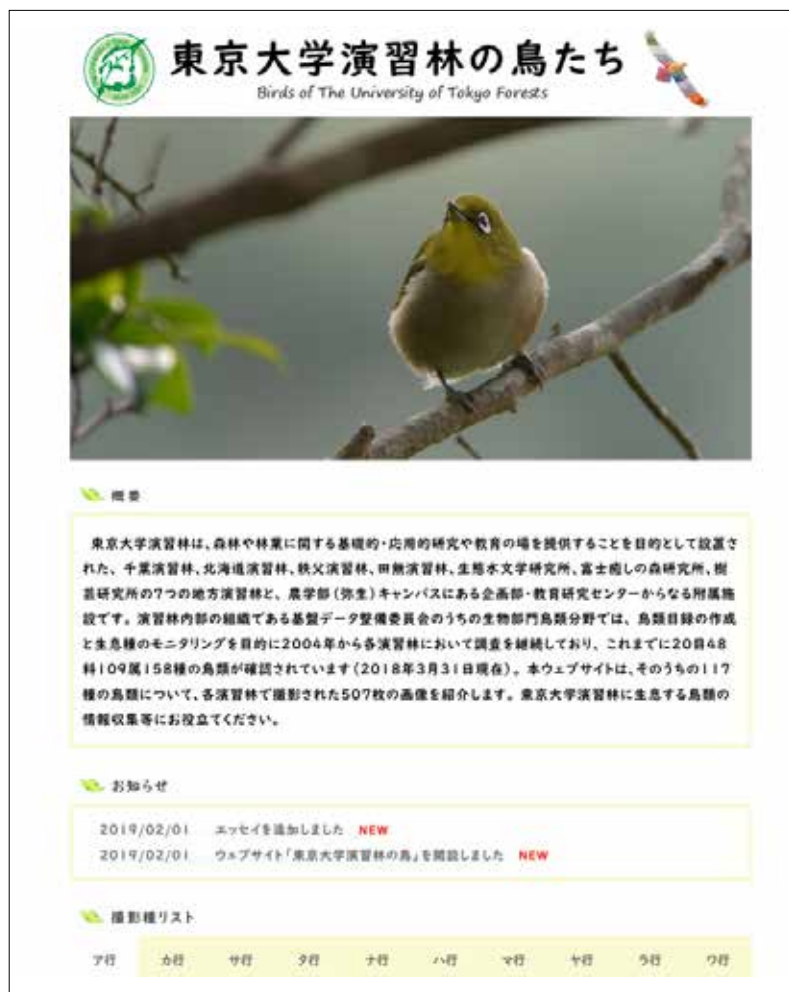 東京大学演習林の鳥たち
Birds of The University of Tokyo Forests
概要
東京大学演習林は、森林や林業に関する基礎的・応用的研究や教育の場を提供することを目的として設置さ
れた、千葉演習林、北海道演習林、秩父演習林、田無演習林、生態水文学研究所、富士癒しの森研究所、樹
芸研究所の7つの地方演習林と、農学部(弥生)キャンパスにある企画部・教育研究センターからなる附属施
設です。演習林内部の組織である基盤データ整備委員会のうちの生物部門鳥類分野では、鳥類目録の作成
と生息種のモニタリングを目的に2004年から各演習林において調査を継続しており、これまでに20目48
科109属158種の鳥類が確認されています(2018年3月31日現在)。本ウェブサイトは、そのうちの117
種の鳥類について、各演習林で撮影された507枚の画像を紹介します。東京大学演習林に生息する鳥類の
情報収集等にお役立てください。
お知らせ
2019/02/01 エッセイを追加しました NEW
2019/02/01 ウェブサイト「東京大学演習林の鳥」を開設しました NEW
撮影種リスト
ア行 カ行 サ行 タ行 ナ行 ハ行 マ行 ヤ行 ラ行 ワ行